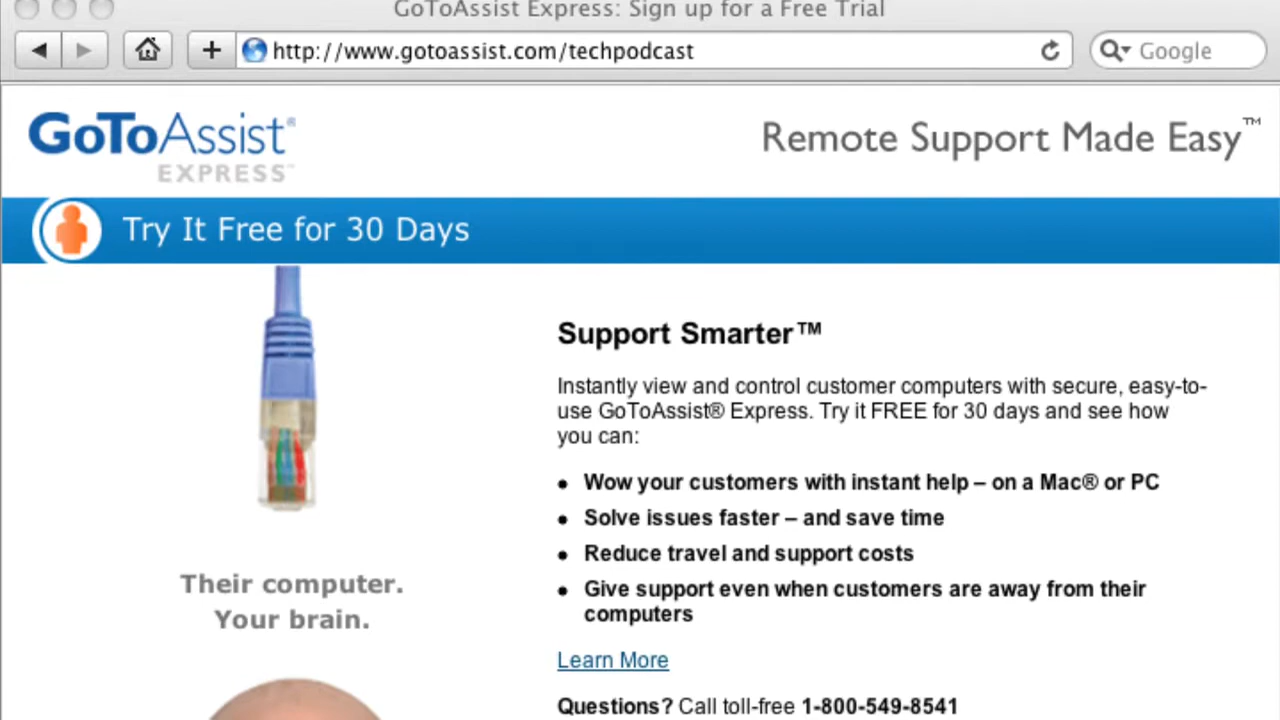 GoToAssist Express: Sign up for a Free Trial
http://www.gotoassist.com/techpodcast
Google
GoToAssist®
EXPRESS™
Remote Support Made Easy™
Try It Free for 30 Days
Support Smarter™
Instantly view and control customer computers with secure, easy-to-
use GoToAssist® Express. Try it FREE for 30 days and see how
you can:
• Wow your customers with instant help – on a Mac® or PC
• Solve issues faster – and save time
• Reduce travel and support costs
• Give support even when customers are away from their
computers
Their computer.
Your brain.
Learn More
Questions? Call toll-free 1-800-549-8541